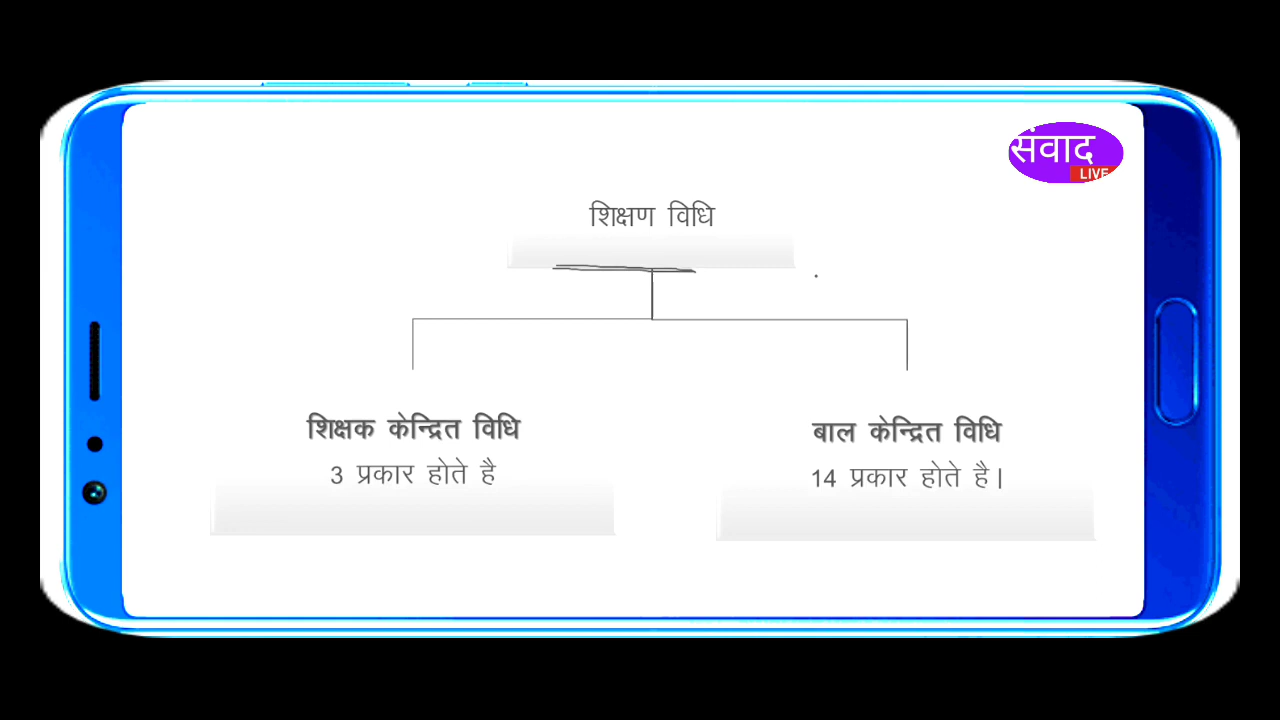 संवाद
LIVE
शिक्षण विधि
शिक्षक केन्द्रित विधि
3 प्रकार होते है
बाल केन्द्रित विधि
14 प्रकार होते है।